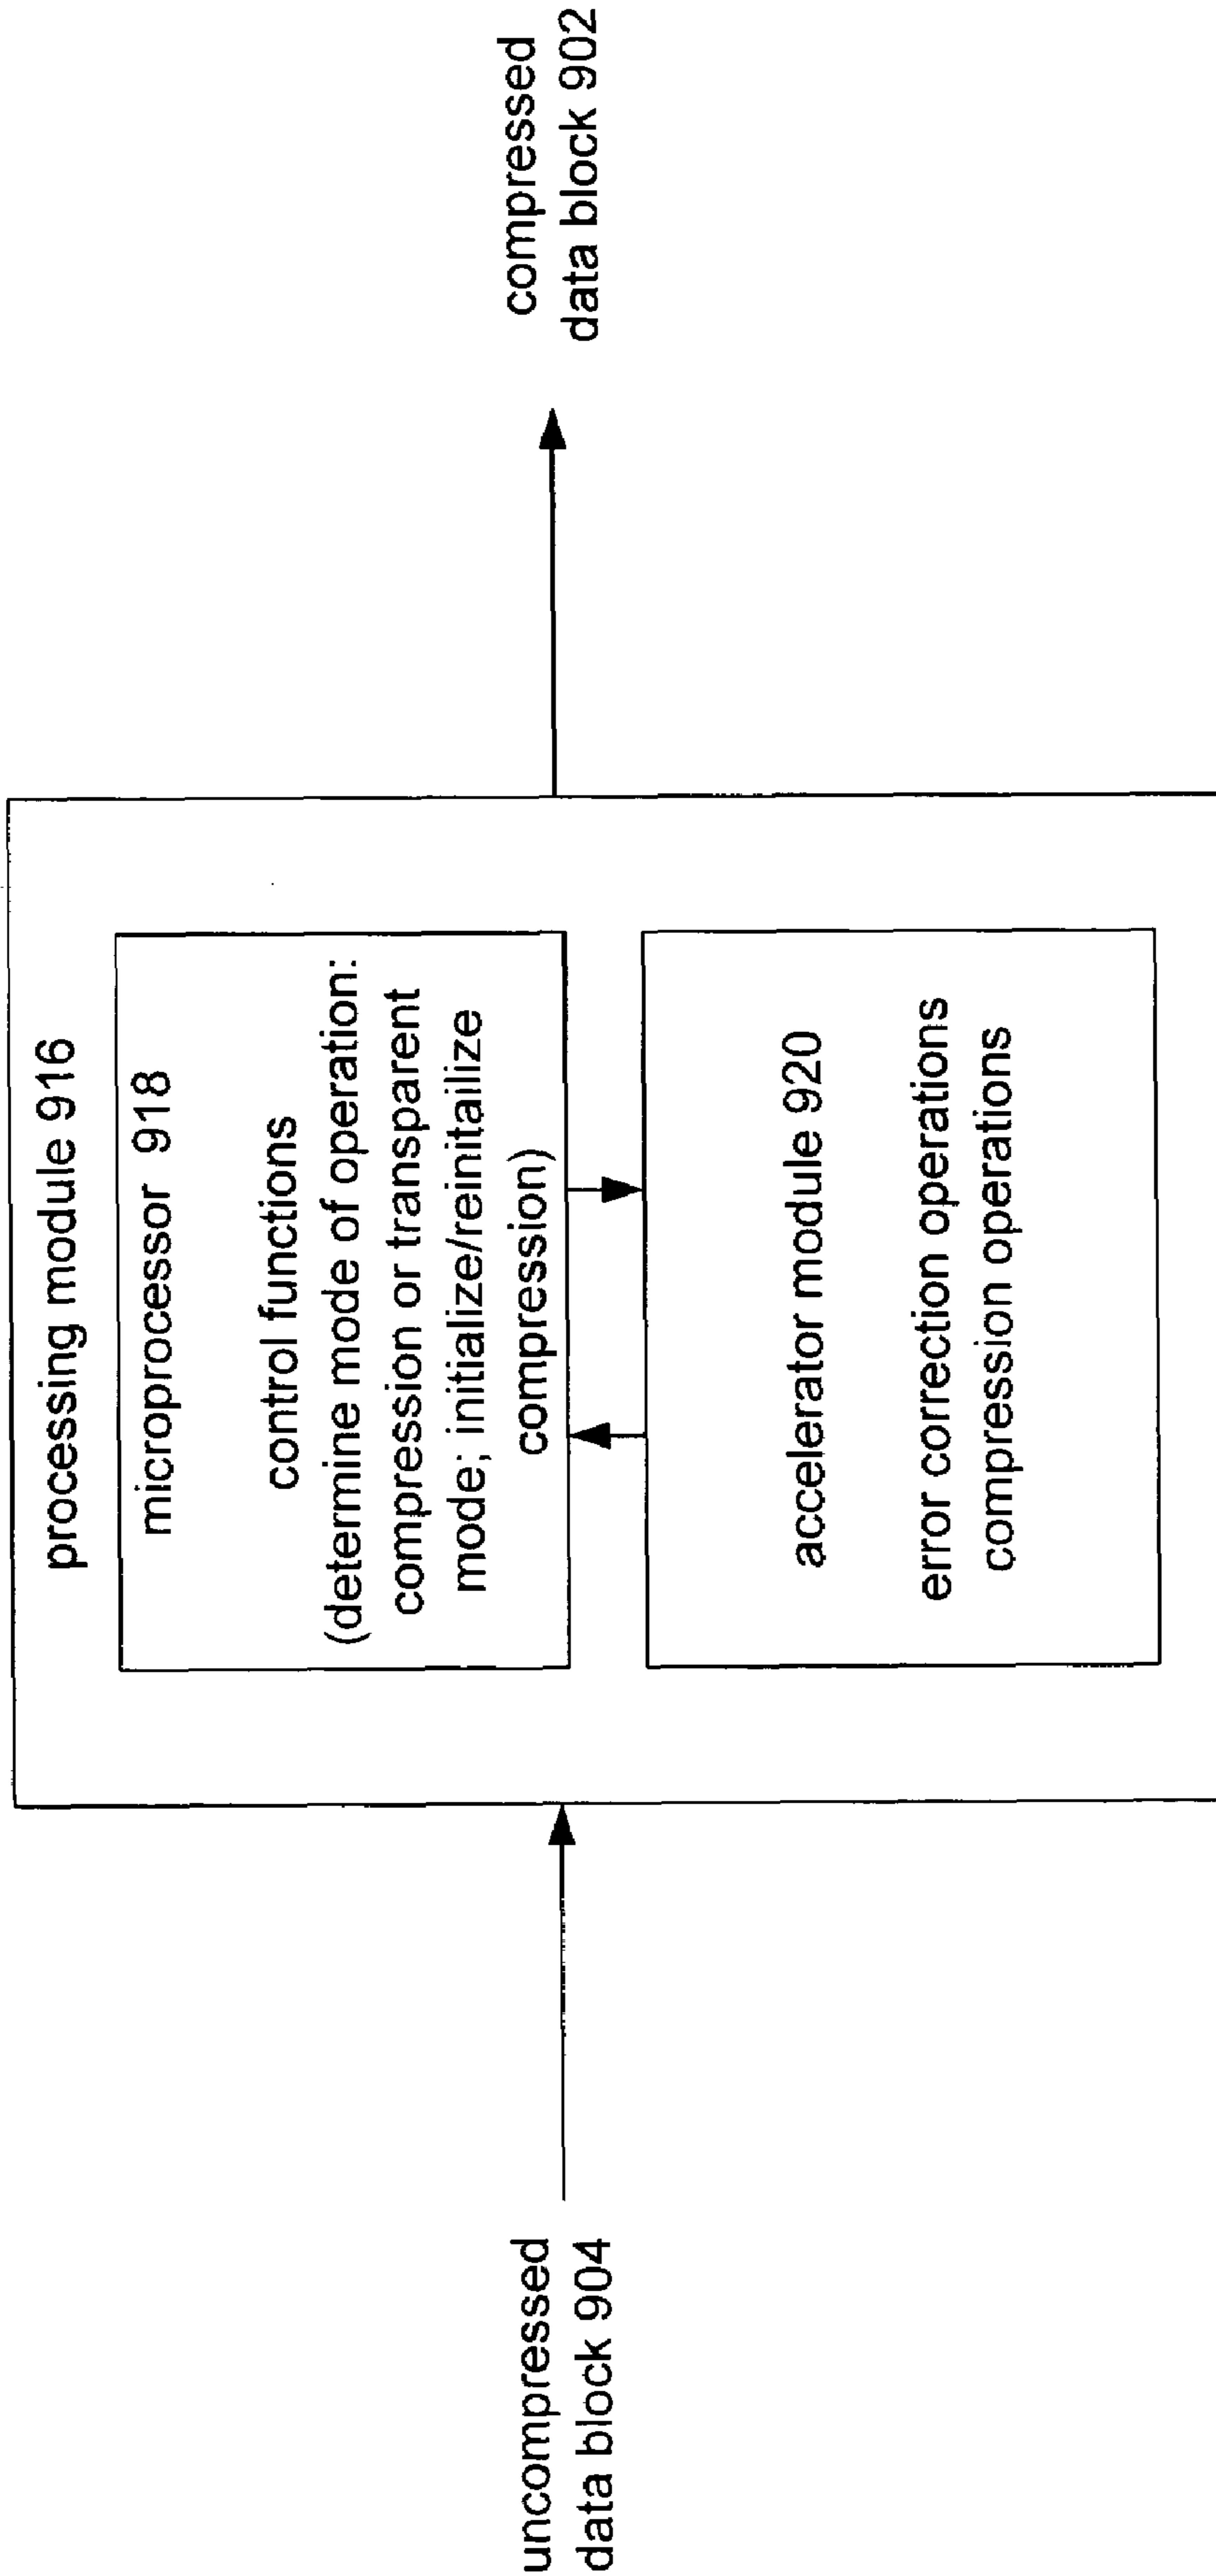 processing module 916
microprocessor 918
control functions
(determine mode of operation:
compression or transparent
mode; initialize/reinitailize
compression)
accelerator module 920
error correction operations
compression operations
uncompressed
data block 904
compressed
data block 902